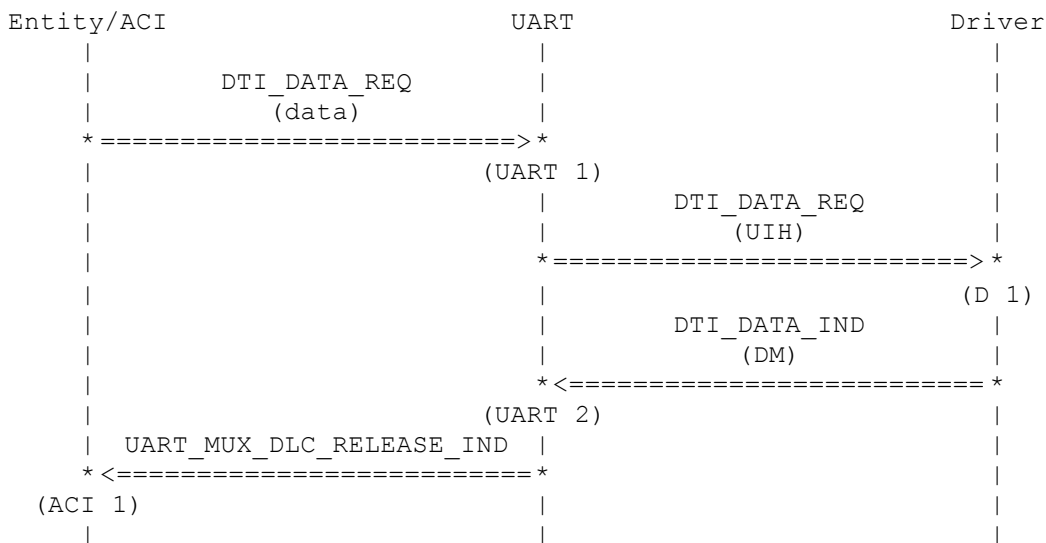 Entity/ACI UART Driver
DTI_DATA_REQ
(data)
(UART 1)
DTI_DATA_REQ
(UIH)
(D 1)
DTI_DATA_IND
(DM)
(UART 2)
UART_MUX_DLC_RELEASE_IND
(ACI 1)